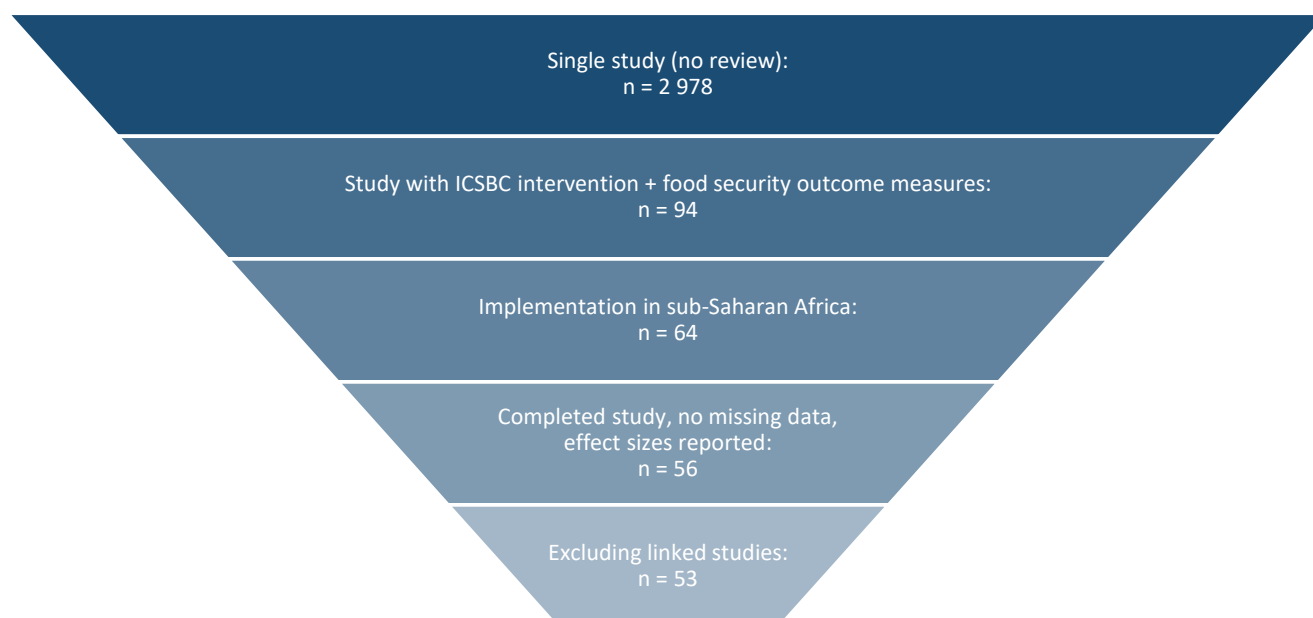 Single study (no review):
n = 2 978
Study with ICSBC intervention + food security outcome measures:
n = 94
Implementation in sub-Saharan Africa:
n = 64
Completed study, no missing data,
effect sizes reported:
n = 56
Excluding linked studies:
n = 53